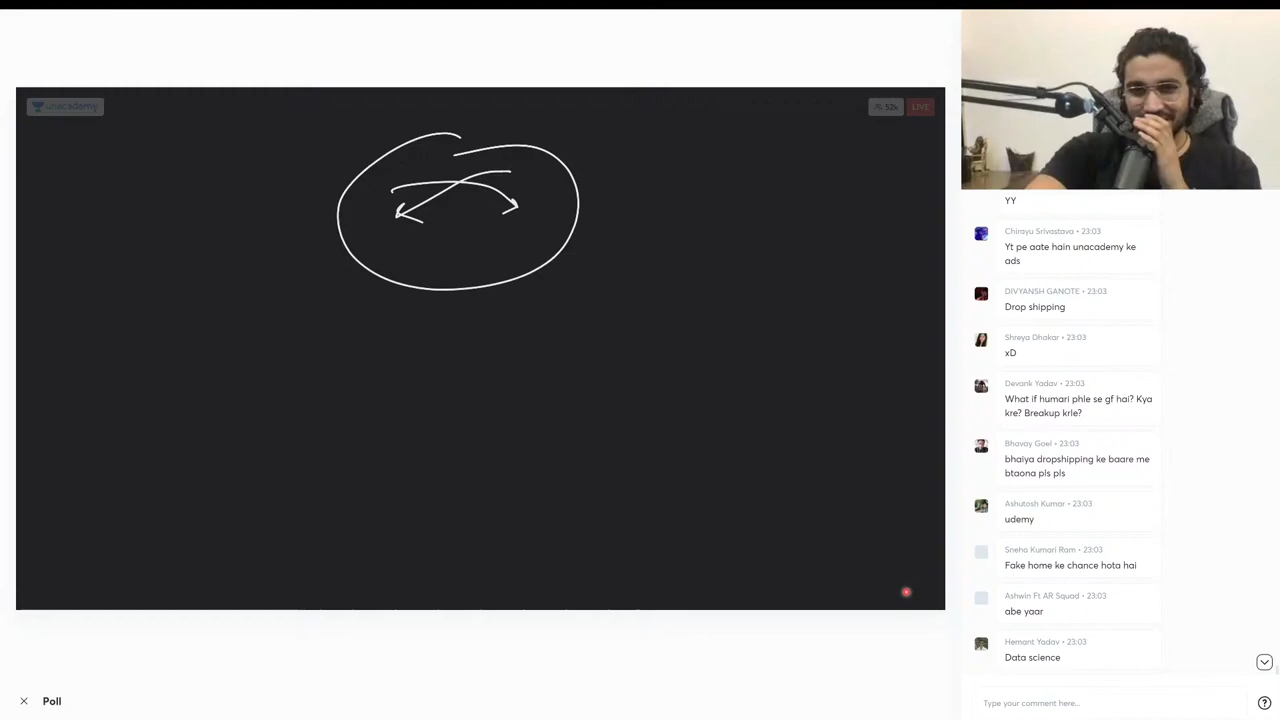 unacademy
52k
LIVE
YY
Chirayu Srivastava • 23:03
Yt pe aate hain unacademy ke
ads
DIVYANSH GANOTE • 23:03
Drop shipping
Shreya Dhakar • 23:03
xD
Devank Yadav • 23:03
What if humari phle se gf hai? Kya
kre? Breakup krle?
Bhavay Goel • 23:03
bhaiya dropshipping ke baare me
btaona pls pls
Ashutosh Kumar • 23:03
udemy
Sneha Kumari Ram • 23:03
Fake home ke chance hota hai
Ashwin Ft AR Squad • 23:03
abe yaar
Hemant Yadav • 23:03
Data science
Poll
Type your comment here...
?